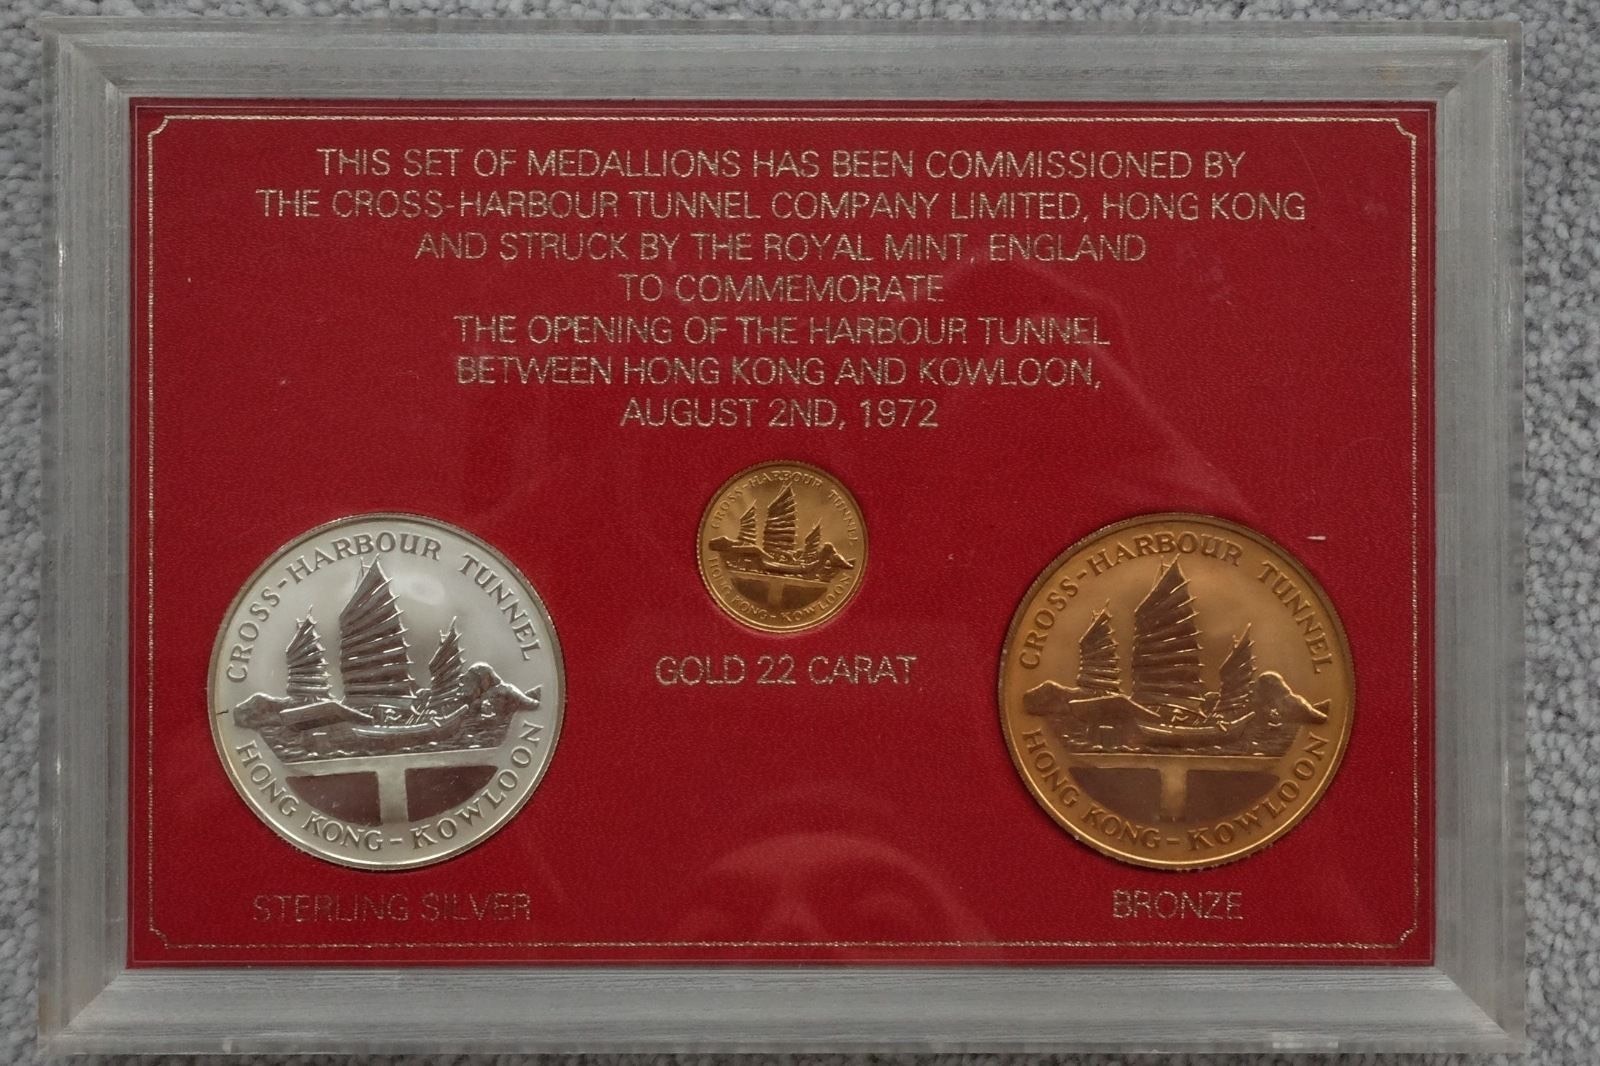 THIS SET OF MEDALLIONS HAS BEEN COMMISSIONED BY
THE CROSS-HARBOUR TUNNEL COMPANY LIMITED, HONG KONG
AND STRUCK BY THE ROYAL MINT, ENGLAND
TO COMMEMORATE
THE OPENING OF THE HARBOUR TUNNEL
BETWEEN HONG KONG AND KOWLOON,
AUGUST 2ND, 1972
CROSS-HARBOUR TUNNEL
HONG KONG-KOWLOON
GOLD 22 CARAT
CROSS-HARBOUR TUNNEL
HONG KONG-KOWLOON
STERLING SILVER
CROSS-HARBOUR TUNNEL
HONG KONG-KOWLOON
BRONZE